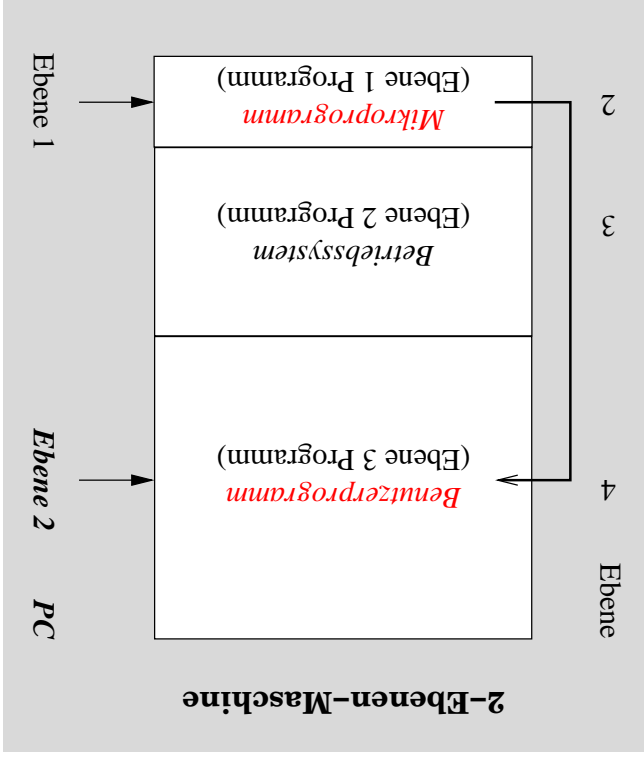 2-Ebenen-Maschine
Ebene
PC
4
Benutzerprogramm
(Ebene 3 Programm)
Ebene 2
3
Betriebssystem
(Ebene 2 Programm)
2
Mikroprogramm
(Ebene 1 Programm)
Ebene 1